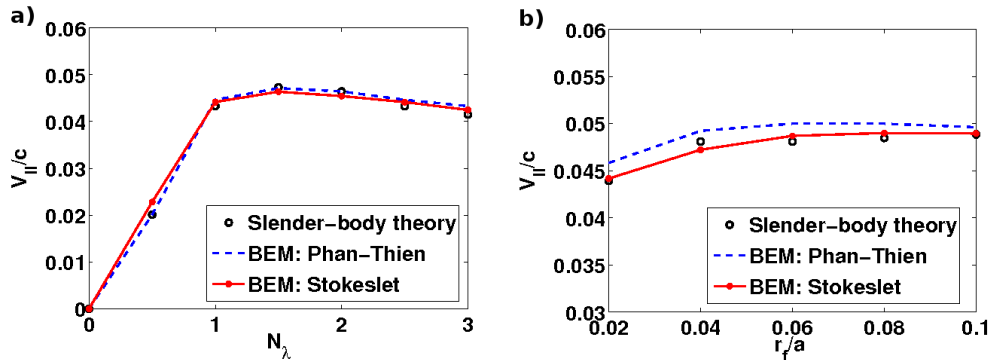 a)
0.06
0.05
0.04
0.03
0.02
0.01
0
V||/c
0
1
2
3
Nλ
Slender−body theory
BEM: Phan−Thien
BEM: Stokeslet
b)
0.06
0.055
0.05
0.045
0.04
0.035
0.03
V||/c
0.02
0.04
0.06
0.08
0.1
rf/a
Slender−body theory
BEM: Phan−Thien
BEM: Stokeslet